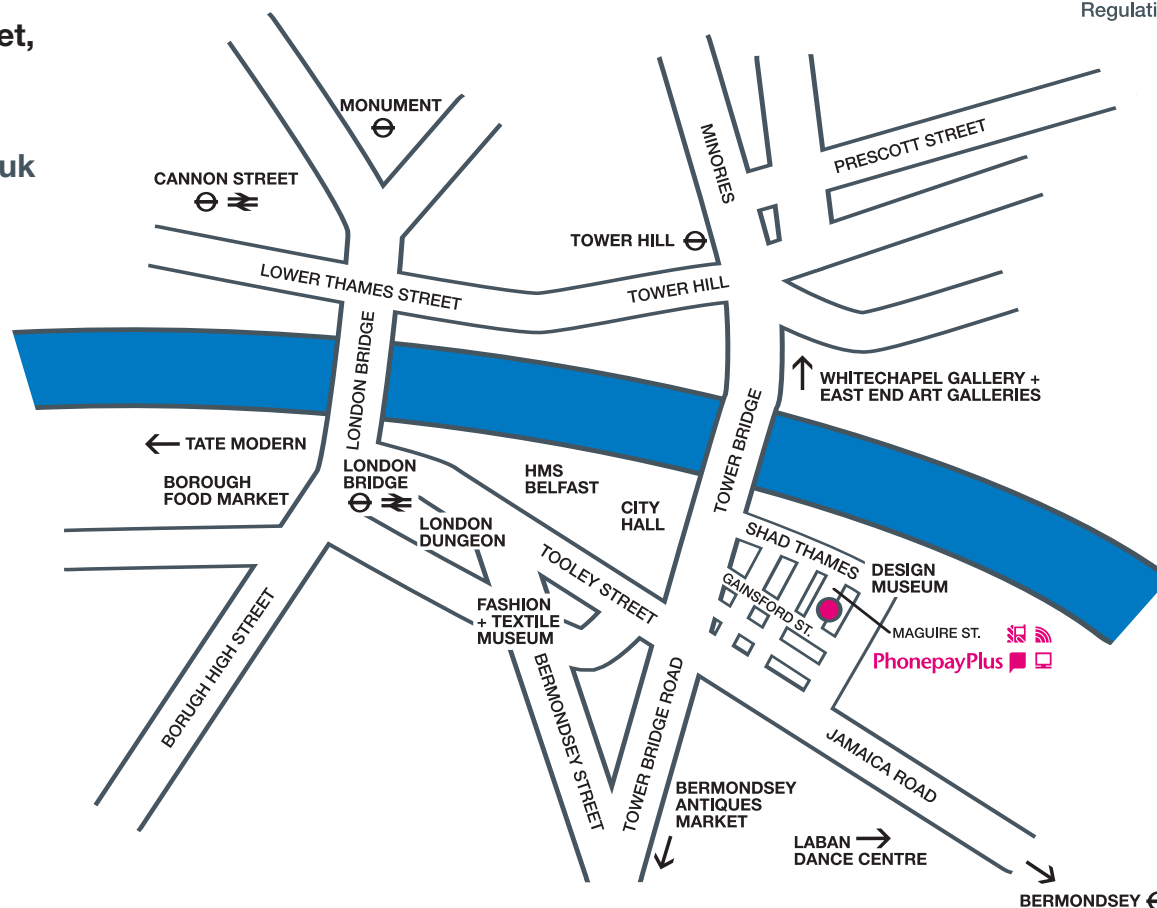 Regulati
et,
uk
MONUMENT
CANNON STREET
MINORIES
PRESCOTT STREET
TOWER HILL
LOWER THAMES STREET
TOWER HILL
LONDON BRIDGE
WHITECHAPEL GALLERY +
EAST END ART GALLERIES
TOWER BRIDGE
TATE MODERN
BOROUGH
FOOD MARKET
LONDON
BRIDGE
HMS
BELFAST
CITY
HALL
LONDON
DUNGEON
TOOLEY STREET
SHAD THAMES
DESIGN
MUSEUM
GAINSFORD ST.
FASHION
+ TEXTILE
MUSEUM
MAGUIRE ST.
PhonepayPlus
BORUGH HIGH STREET
BERMONDSEY STREET
TOWER BRIDGE ROAD
JAMAICA ROAD
BERMONDSEY
ANTIQUES
MARKET
LABAN
DANCE CENTRE
BERMONDSEY